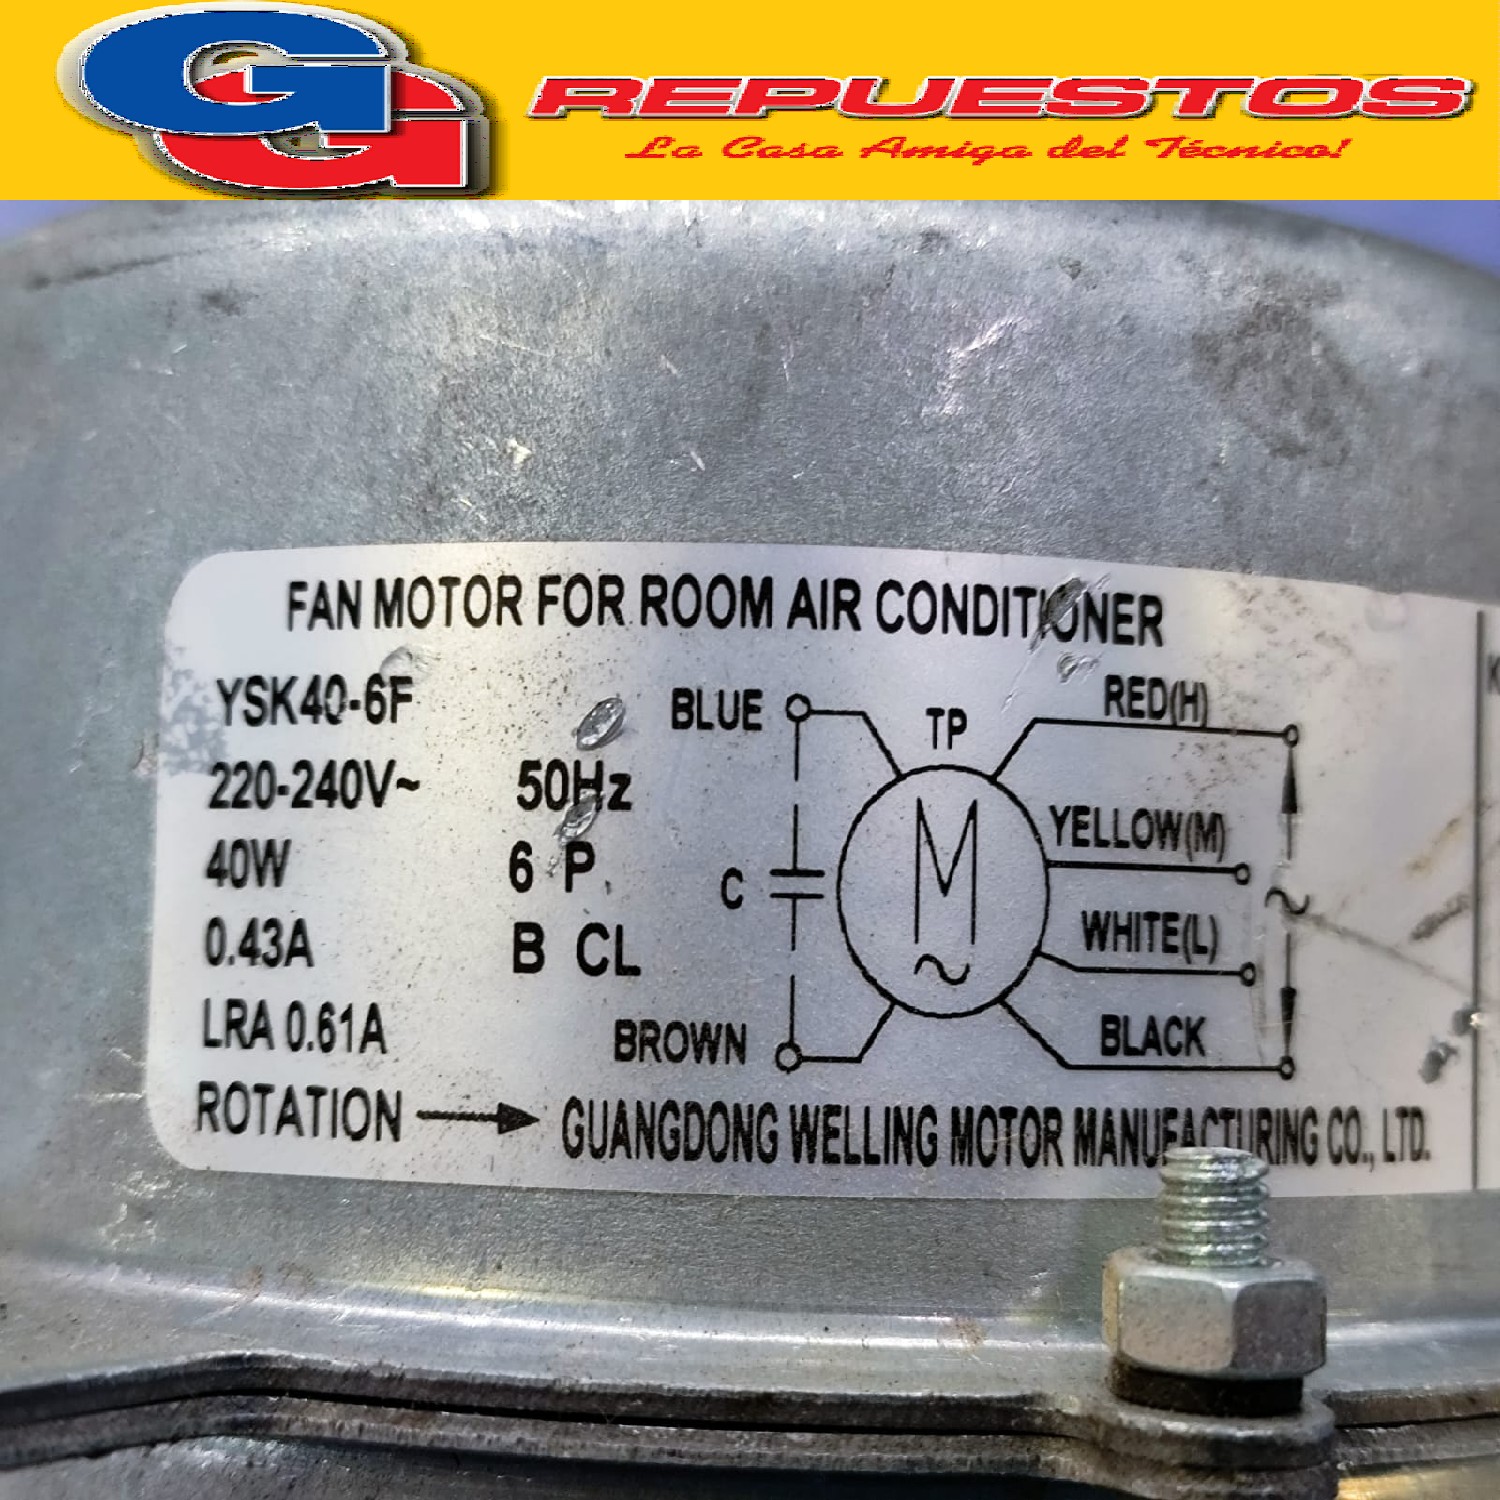 GG REPUESTOS
La Casa Amiga del Técnico!
FAN MOTOR FOR ROOM AIR CONDITIONER
YSK40-6F
220-240V~ 50Hz
40W 6 P
0.43A B CL
LRA 0.61A
ROTATION
BLUE
TP
RED(H)
YELLOW(M)
C
M
~
~
WHITE(L)
BROWN
BLACK
GUANGDONG WELLING MOTOR MANUFACTURING CO., LTD.